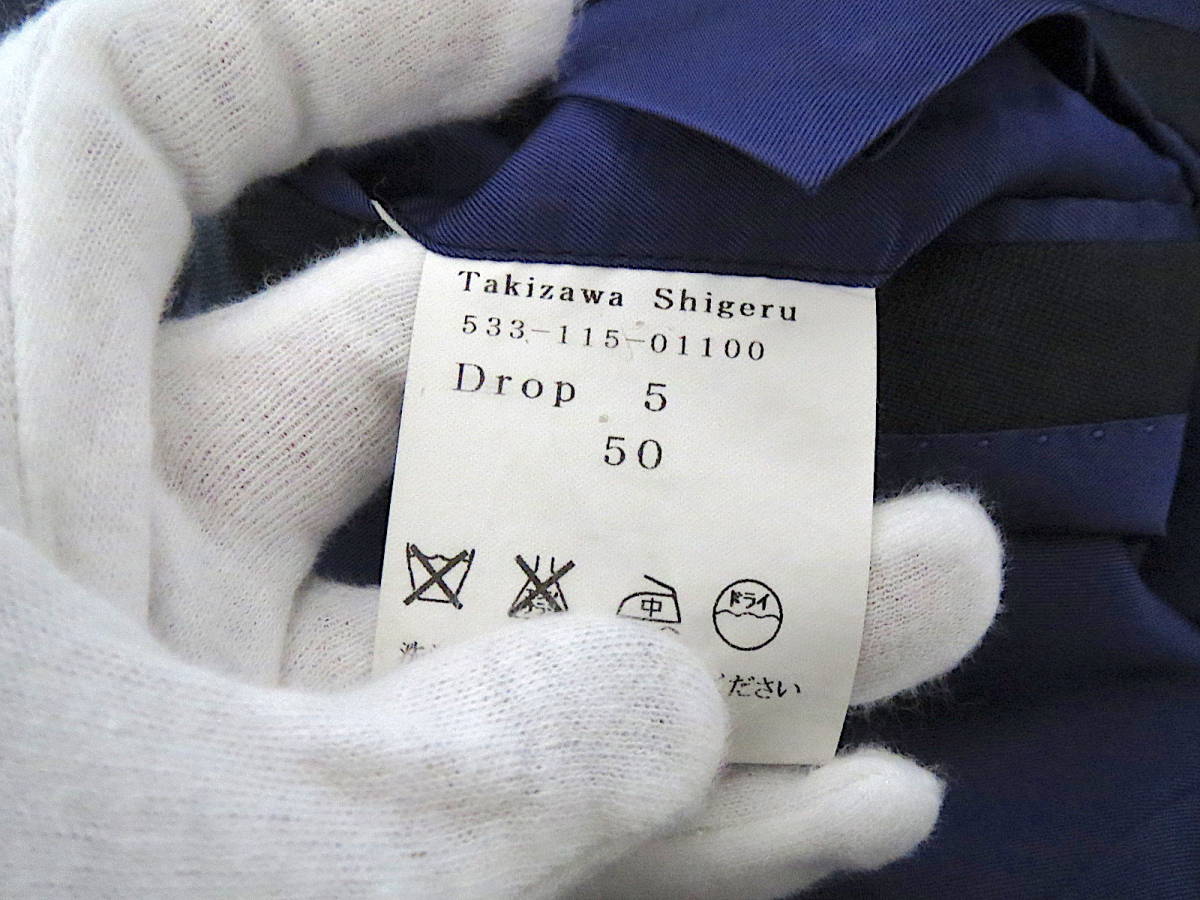 Takizawa Shigeru
533-115-01100
Drop 5
50
中 ドライ
ください